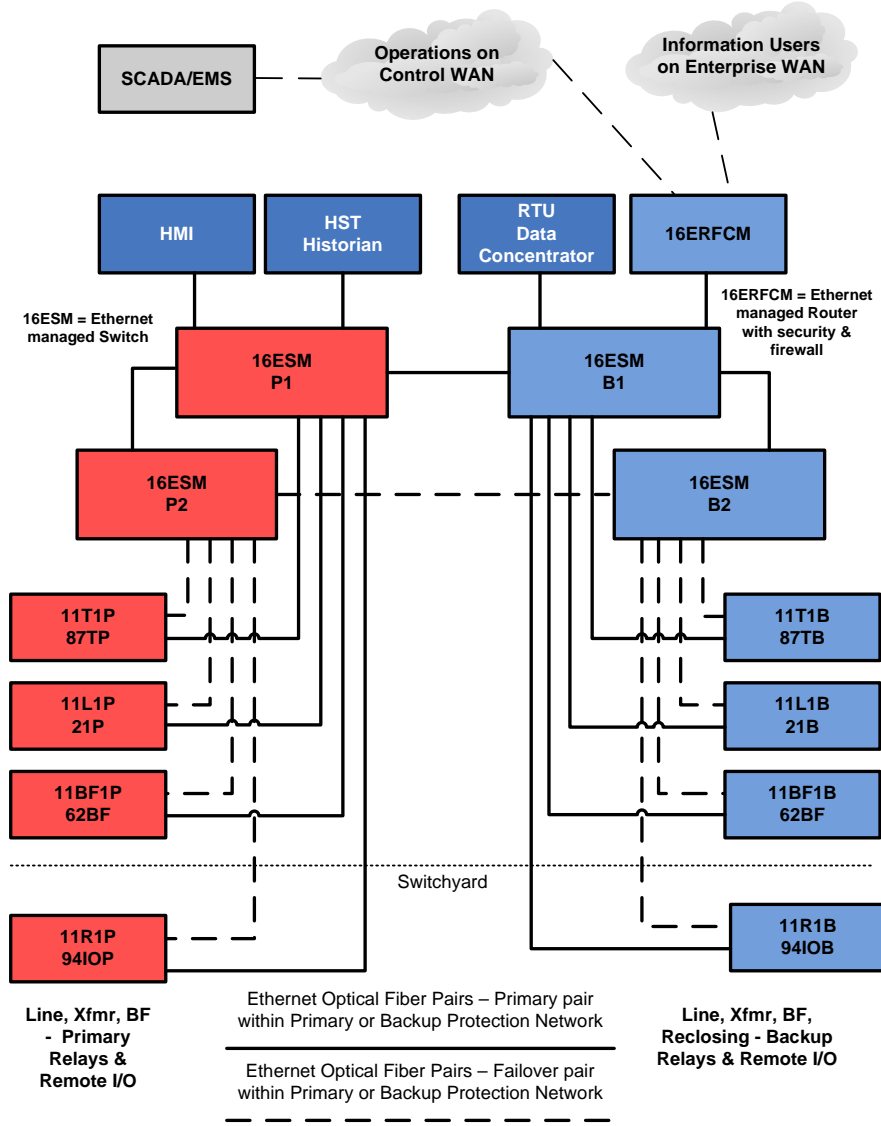 SCADA/EMS
Operations on
Control WAN
Information Users
on Enterprise WAN
HMI
HST
Historian
RTU
Data
Concentrator
16ERFCM
16ESM = Ethernet
managed Switch
16ERFCM = Ethernet
managed Router
with security &
firewall
16ESM
P1
16ESM
B1
16ESM
P2
16ESM
B2
11T1P
87TP
11T1B
87TB
11L1P
21P
11L1B
21B
11BF1P
62BF
11BF1B
62BF
Switchyard
11R1P
94IOP
11R1B
94IOB
Line, Xfmr, BF
- Primary
Relays &
Remote I/O
Ethernet Optical Fiber Pairs – Primary pair
within Primary or Backup Protection Network
Ethernet Optical Fiber Pairs – Failover pair
within Primary or Backup Protection Network
Line, Xfmr, BF,
Reclosing - Backup
Relays & Remote I/O